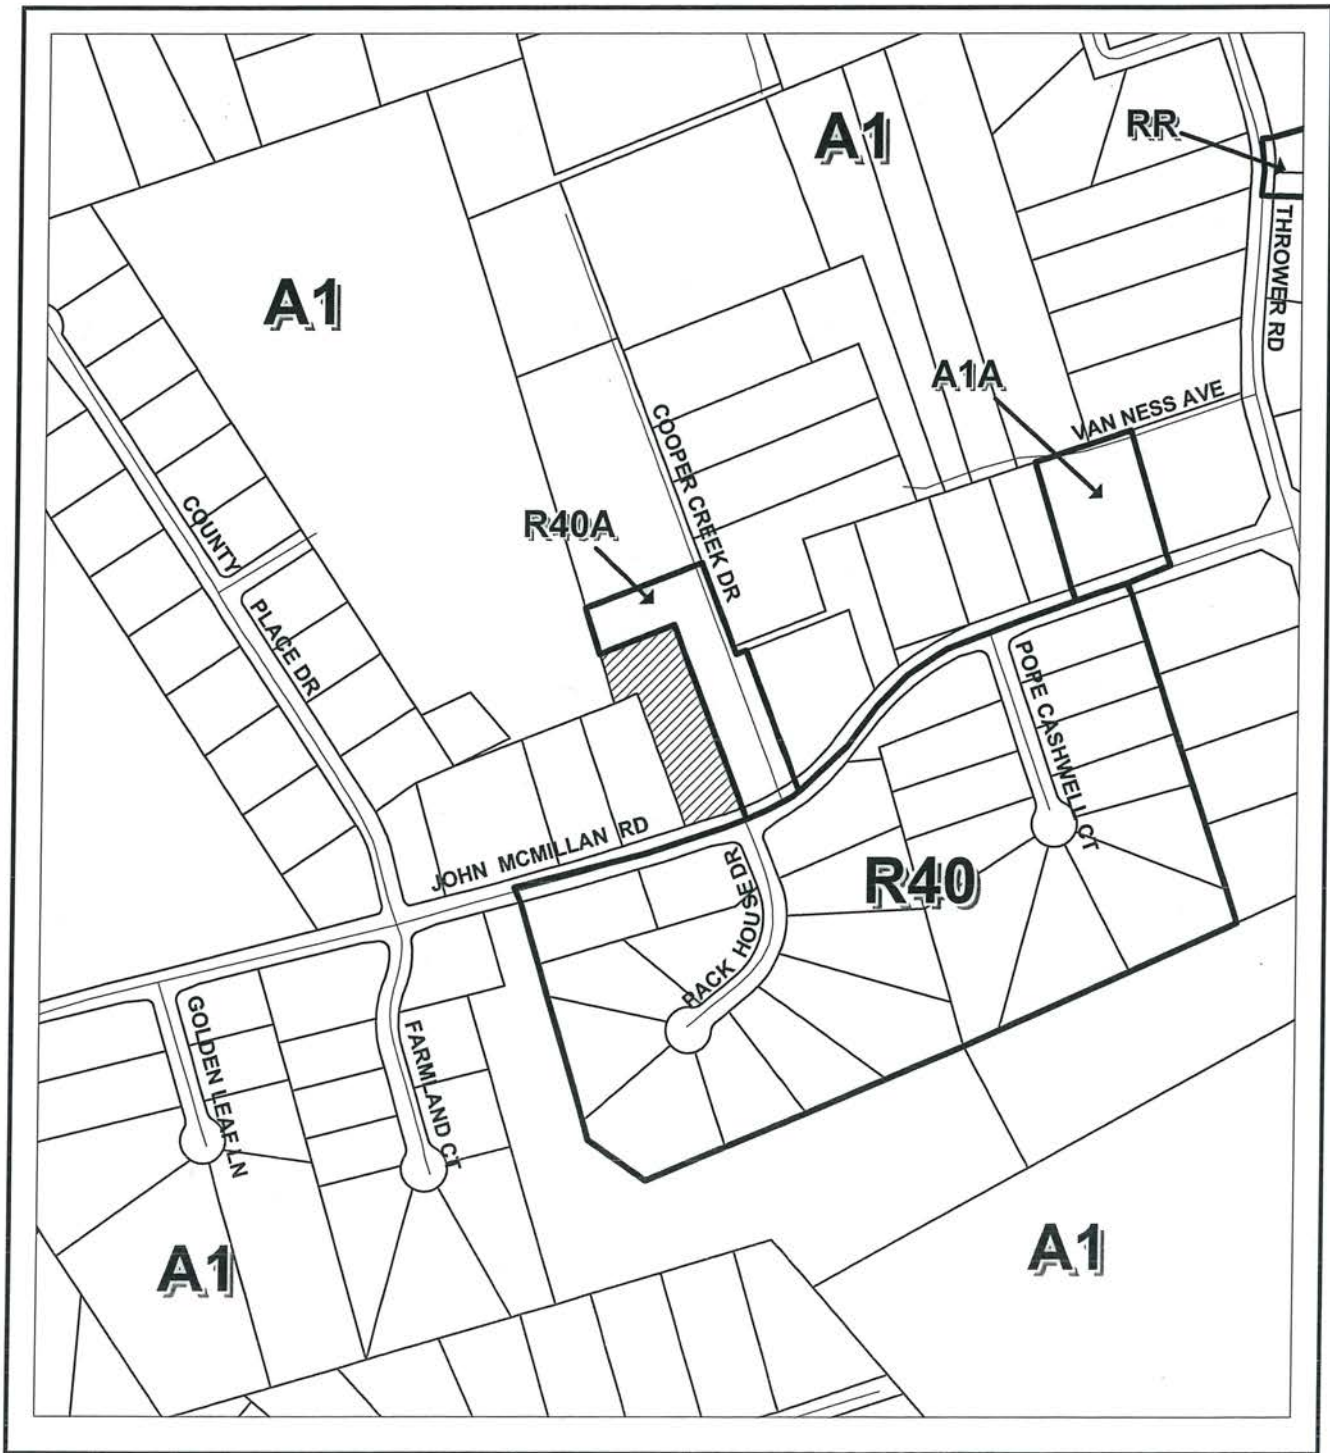 A1
RR
THROWER RD
A1
A1A
VAN NESS AVE
COOPER CREEK DR
R40A
COUNTY
PLACE DR
POPE CASHWELL CT
JOHN MCMILLAN RD
RACK HOUSE DR
R40
GOLDEN LEAF LN
FARMLAND CT
A1
A1